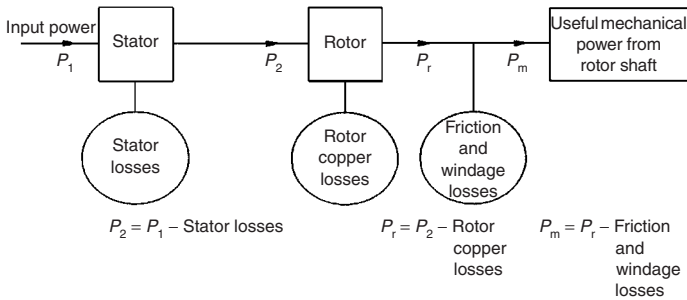 Input power
P1
Stator
P2
Rotor
Pr
Pm
Useful mechanical
power from
rotor shaft
Stator
losses
Rotor
copper
losses
Friction
and
windage
losses
P2 = P1 – Stator losses
Pr = P2 – Rotor
copper
losses
Pm = Pr – Friction
and
windage
losses